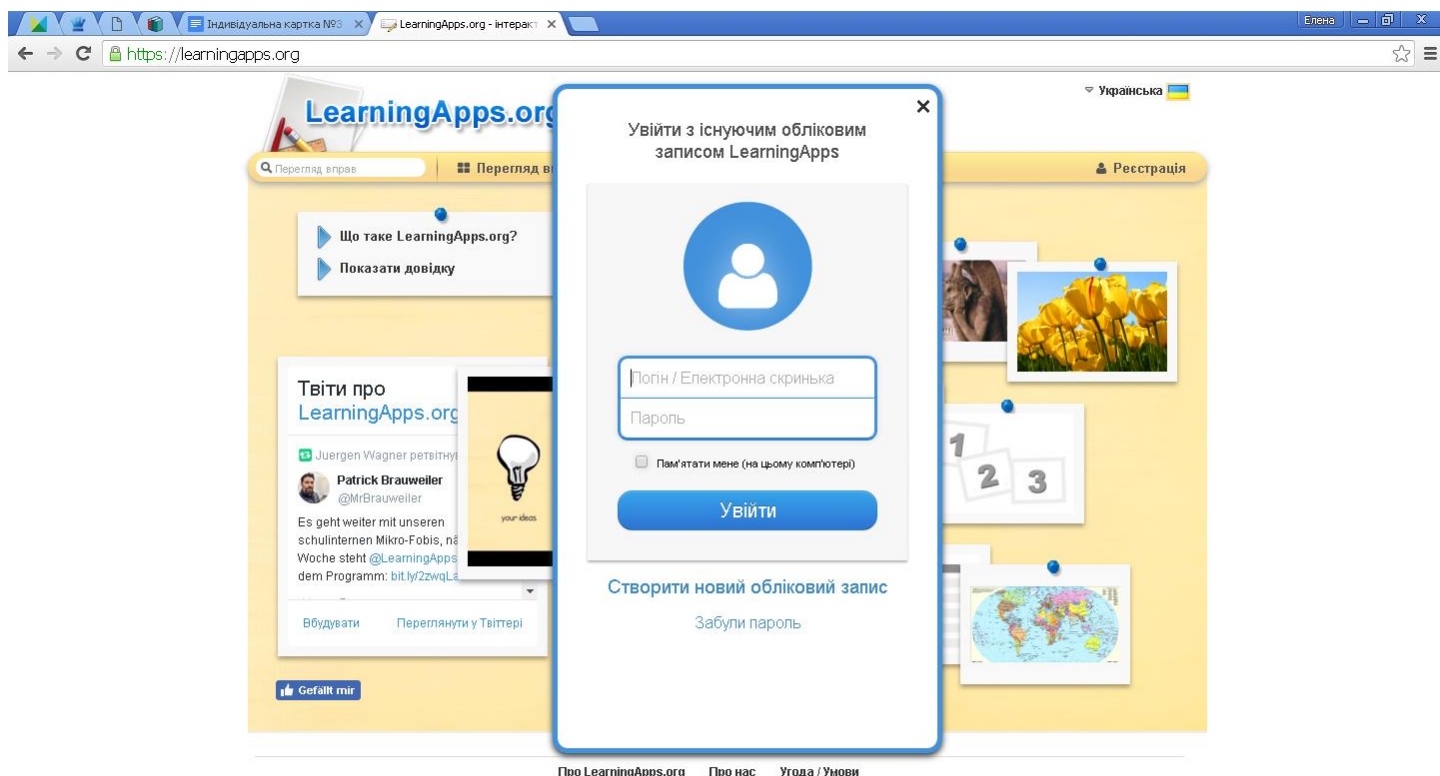 Індивідуальна картка №3
LearningApps.org - інтеракт
Елена
https://learningapps.org
LearningApps.org
Українська
Перегляд вправ
Перегляд в
Реєстрація
Що таке LearningApps.org?
Показати довідку
Твіти про
LearningApps.org
Juergen Wagner ретвітну
Patrick Brauweiler
@MrBrauweiler
Es geht weiter mit unseren
schulinternen Mikro-Fobis, nä
Woche steht @LearningApps
dem Programm: bit.ly/2zwqLa
Вбудувати Переглянути у Твіттері
your ideas
Gefällt mir
Увійти з існуючим обліковим
записом LearningApps
Логін / Електронна скринька
Пароль
Пам'ятати мене (на цьому комп'ютері)
Увійти
Створити новий обліковий запис
Забули пароль
1
2
3
Про LearningApps.org Про нас Угода / Умови